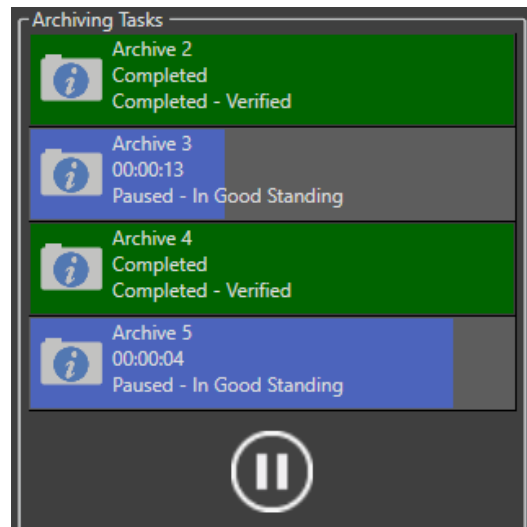 Archiving Tasks
Archive 2
Completed
Completed - Verified
Archive 3
00:00:13
Paused - In Good Standing
Archive 4
Completed
Completed - Verified
Archive 5
00:00:04
Paused - In Good Standing